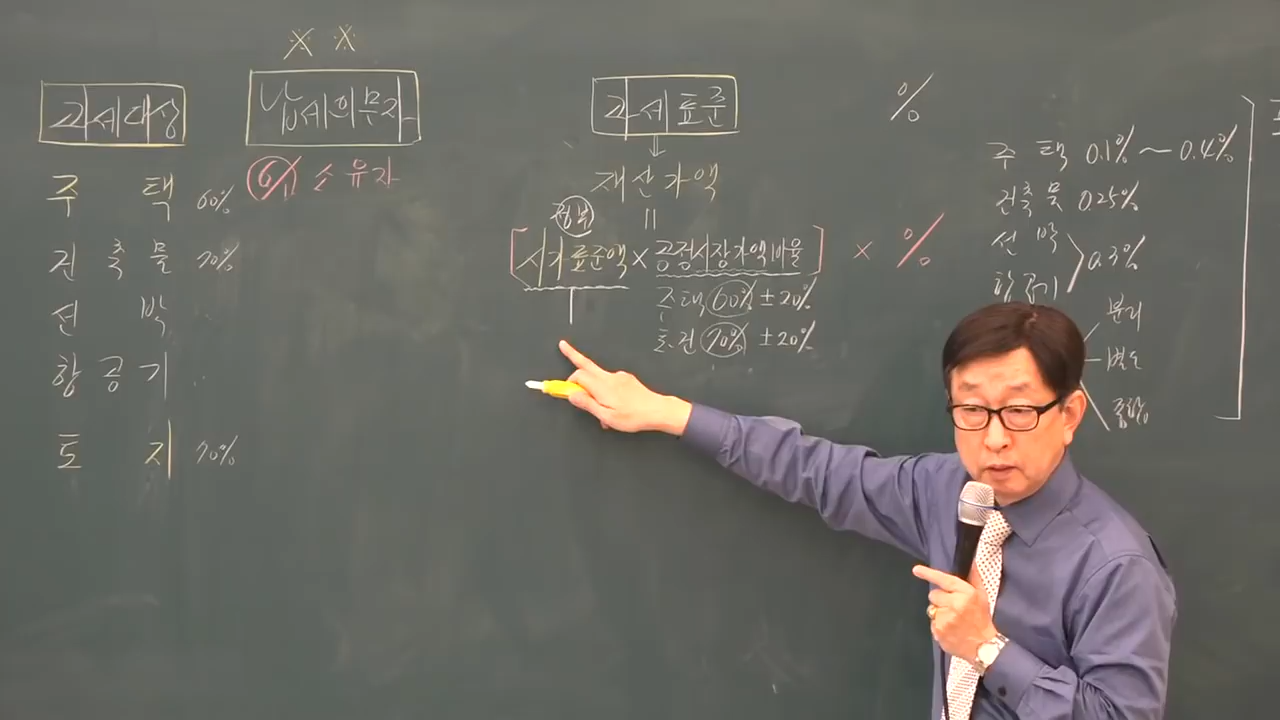 ※ ※
과세대상
납세의무자
과세표준
%
주택 60%
6/1 소유자
재산가액
주택 0.1% ~ 0.4%
건축물 70%
정부
=
건축물 0.25%
[시가표준액 × 공정시장가액비율] × %
선박
항공기
0.3%
선박
주택 60% ± 20%
토건 70% ± 20%
항공기
분리
별도
종합
토지 70%